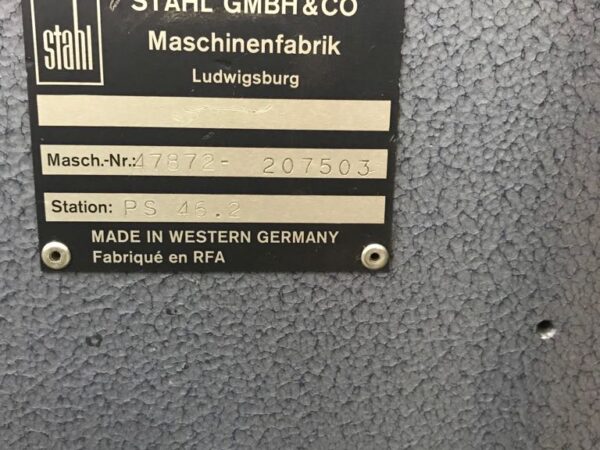 stahl
STAHL GMBH & CO
Maschinenfabrik
Ludwigsburg
Masch.-Nr.: 47872- 207503
Station: PS 46.2
MADE IN WESTERN GERMANY
Fabriqué en RFA